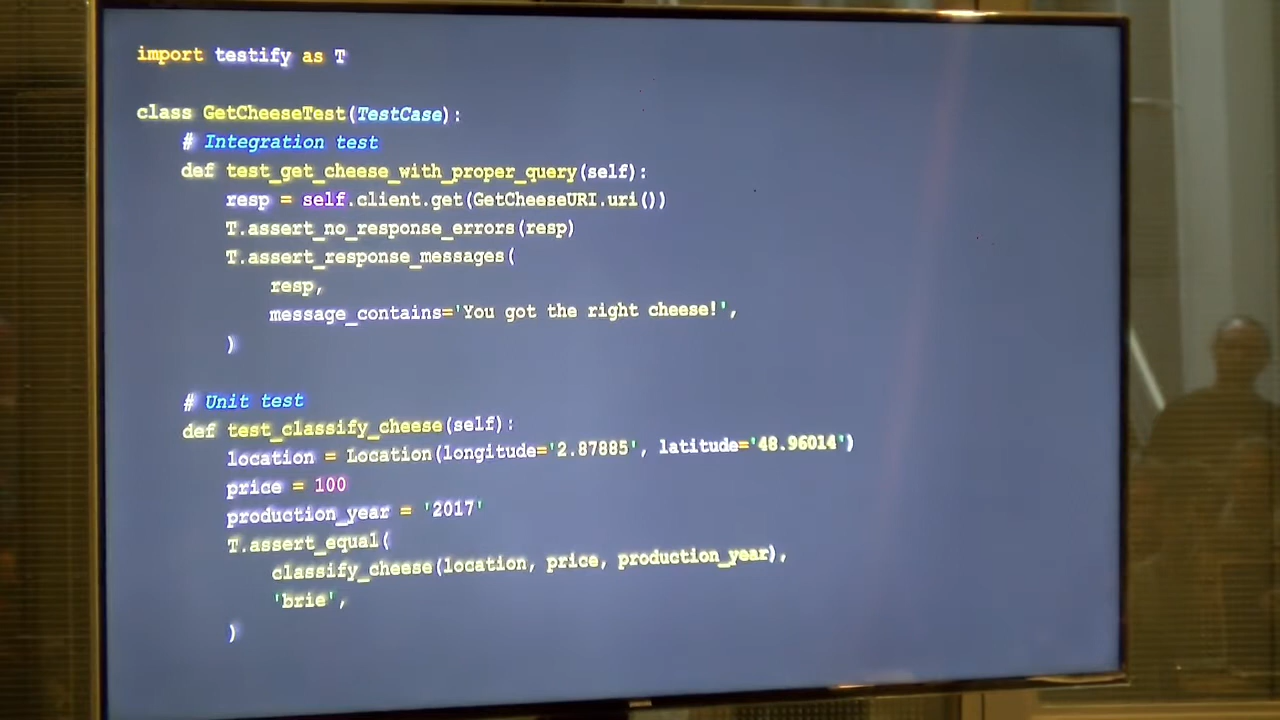 import testify as T
class GetCheeseTest(TestCase):
# Integration test
def test_get_cheese_with_proper_query(self):
resp = self.client.get(GetCheeseURI.uri())
T.assert_no_response_errors(resp)
T.assert_response_messages(
resp,
message_contains='You got the right cheese!',
)
# Unit test
def test_classify_cheese(self):
location = Location(longitude='2.87885', latitude='48.96014')
price = 100
production_year = '2017'
T.assert_equal(
classify_cheese(location, price, production_year),
'brie',
)